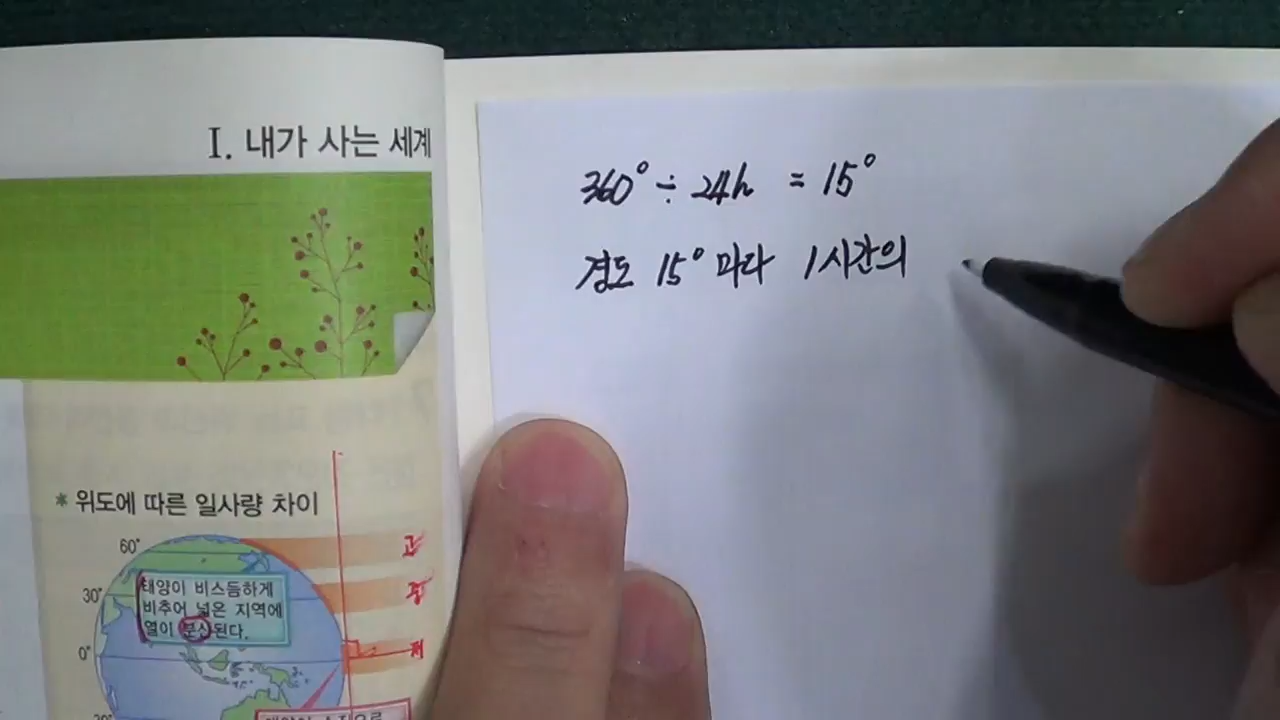 I. 내가 사는 세계
* 위도에 따른 일사량 차이
60°
30°
0°
태양이 비스듬하게
비추어 넓은 지역에
열이 분산된다.
고
중
저
360° ÷ 24h = 15°
경도 15° 마다 1시간의